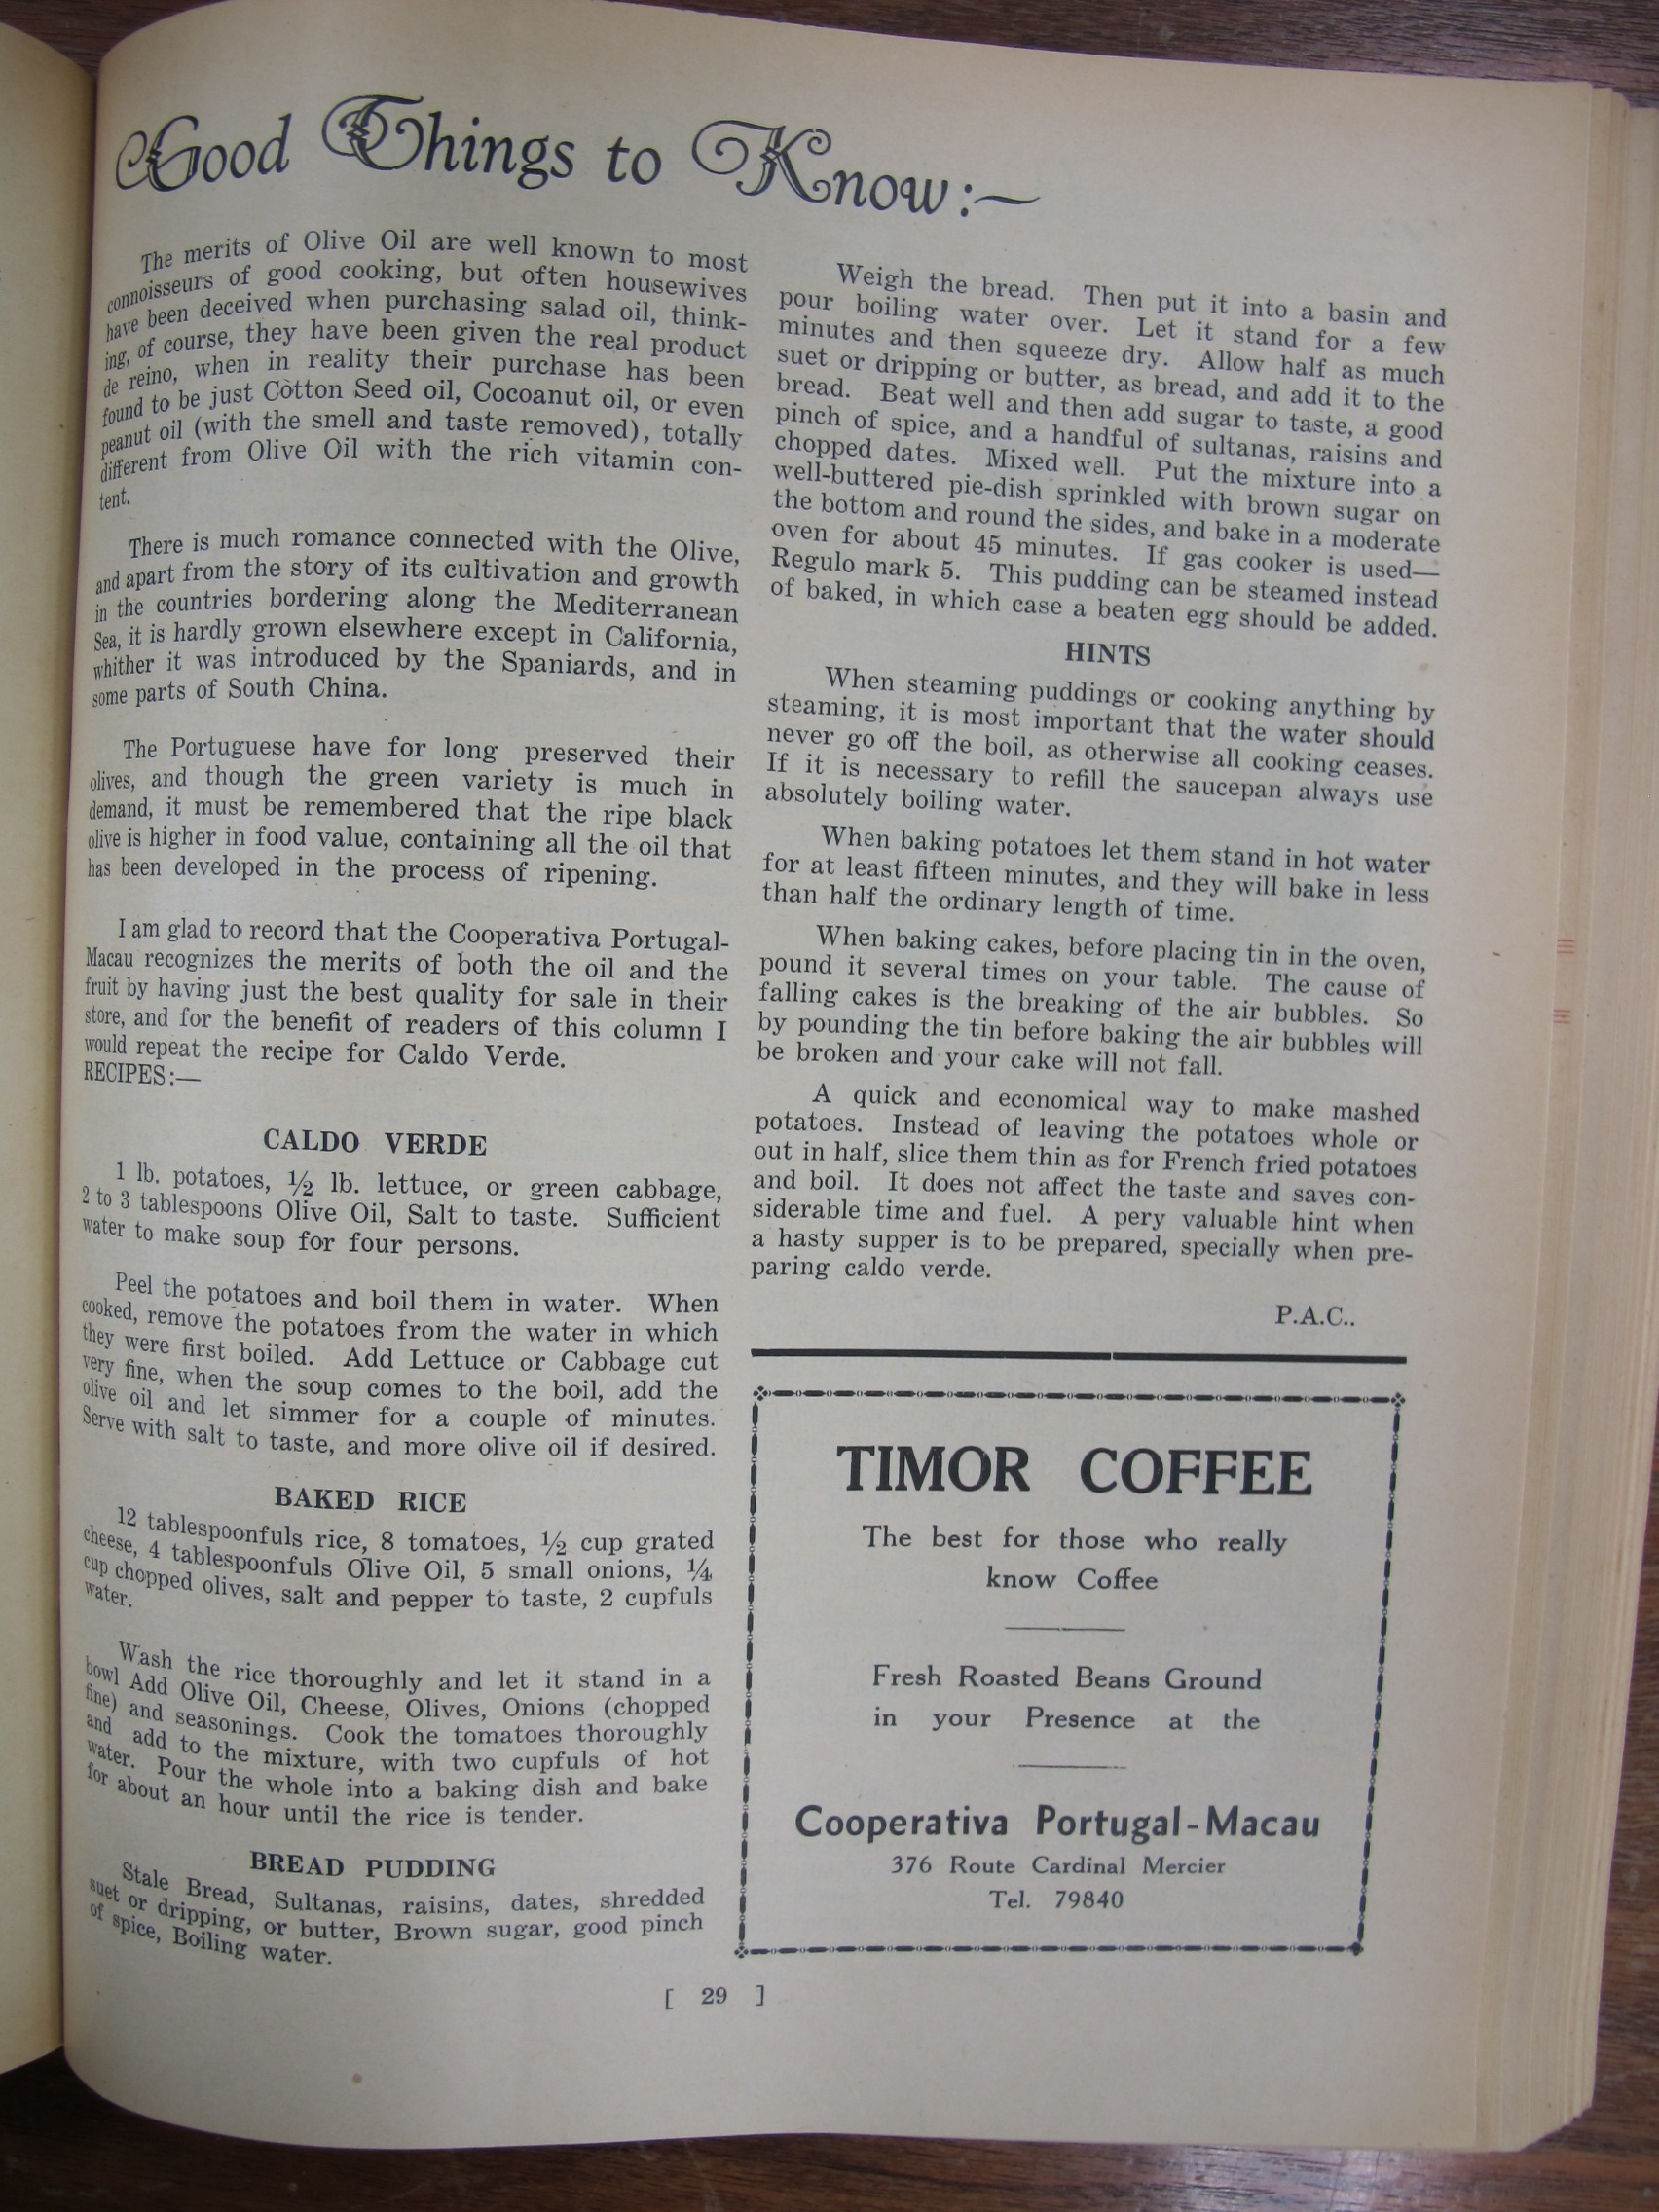 Good Things to Know:—
The merits of Olive Oil are well known to most
connoisseurs of good cooking, but often housewives
have been deceived when purchasing salad oil, think-
ing, of course, they have been given the real product
de reino, when in reality their purchase has been
found to be just Cotton Seed oil, Cocoanut oil, or even
peanut oil (with the smell and taste removed), totally
different from Olive Oil with the rich vitamin con-
tent.
There is much romance connected with the Olive,
and apart from the story of its cultivation and growth
in the countries bordering along the Mediterranean
Sea, it is hardly grown elsewhere except in California,
whither it was introduced by the Spaniards, and in
some parts of South China.
The Portuguese have for long preserved their
olives, and though the green variety is much in
demand, it must be remembered that the ripe black
olive is higher in food value, containing all the oil that
has been developed in the process of ripening.
I am glad to record that the Cooperativa Portugal-
Macau recognizes the merits of both the oil and the
fruit by having just the best quality for sale in their
store, and for the benefit of readers of this column I
would repeat the recipe for Caldo Verde.
RECIPES:—
CALDO VERDE
1 lb. potatoes, ½ lb. lettuce, or green cabbage,
2 to 3 tablespoons Olive Oil, Salt to taste. Sufficient
water to make soup for four persons.
Peel the potatoes and boil them in water. When
cooked, remove the potatoes from the water in which
they were first boiled. Add Lettuce or Cabbage cut
very fine, when the soup comes to the boil, add the
olive oil and let simmer for a couple of minutes.
Serve with salt to taste, and more olive oil if desired.
BAKED RICE
12 tablespoonfuls rice, 8 tomatoes, ½ cup grated
cheese, 4 tablespoonfuls Olive Oil, 5 small onions, ¼
cup chopped olives, salt and pepper to taste, 2 cupfuls
water.
Wash the rice thoroughly and let it stand in a
bowl Add Olive Oil, Cheese, Olives, Onions (chopped
fine) and seasonings. Cook the tomatoes thoroughly
and add to the mixture, with two cupfuls of hot
water. Pour the whole into a baking dish and bake
for about an hour until the rice is tender.
BREAD PUDDING
Stale Bread, Sultanas, raisins, dates, shredded
suet or dripping, or butter, Brown sugar, good pinch
of spice, Boiling water.
Weigh the bread. Then put it into a basin and
pour boiling water over. Let it stand for a few
minutes and then squeeze dry. Allow half as much
suet or dripping or butter, as bread, and add it to the
bread. Beat well and then add sugar to taste, a good
pinch of spice, and a handful of sultanas, raisins and
chopped dates. Mixed well. Put the mixture into a
well-buttered pie-dish sprinkled with brown sugar on
the bottom and round the sides, and bake in a moderate
oven for about 45 minutes. If gas cooker is used—
Regulo mark 5. This pudding can be steamed instead
of baked, in which case a beaten egg should be added.
HINTS
When steaming puddings or cooking anything by
steaming, it is most important that the water should
never go off the boil, as otherwise all cooking ceases.
If it is necessary to refill the saucepan always use
absolutely boiling water.
When baking potatoes let them stand in hot water
for at least fifteen minutes, and they will bake in less
than half the ordinary length of time.
When baking cakes, before placing tin in the oven,
pound it several times on your table. The cause of
falling cakes is the breaking of the air bubbles. So
by pounding the tin before baking the air bubbles will
be broken and your cake will not fall.
A quick and economical way to make mashed
potatoes. Instead of leaving the potatoes whole or
out in half, slice them thin as for French fried potatoes
and boil. It does not affect the taste and saves con-
siderable time and fuel. A pery valuable hint when
a hasty supper is to be prepared, specially when pre-
paring caldo verde.
P.A.C..
TIMOR COFFEE
The best for those who really
know Coffee
Fresh Roasted Beans Ground
in your Presence at the
Cooperativa Portugal-Macau
376 Route Cardinal Mercier
Tel. 79840
[ 29 ]